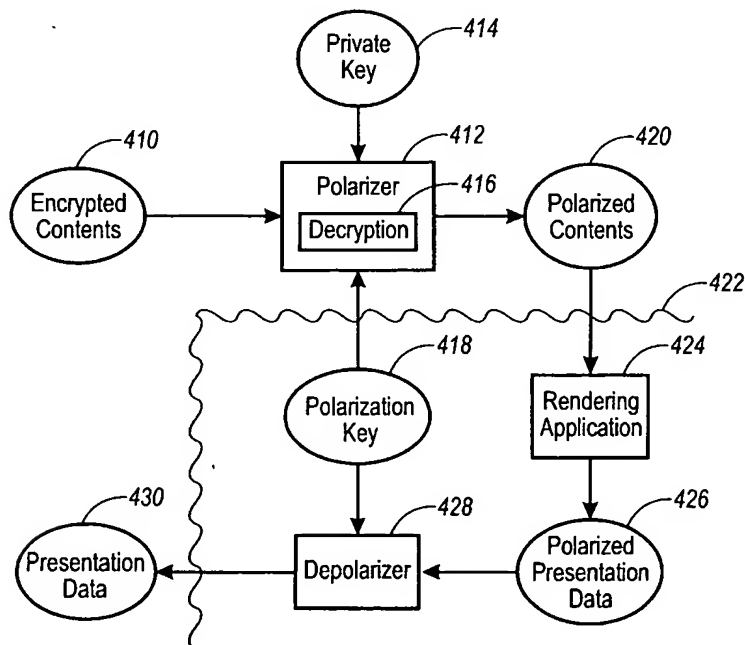 414
Private
Key
410
412
420
Polarizer
416
Encrypted
Contents
Decryption
Polarized
Contents
422
418
424
Polarization
Key
Rendering
Application
430
428
426
Presentation
Data
Depolarizer
Polarized
Presentation
Data